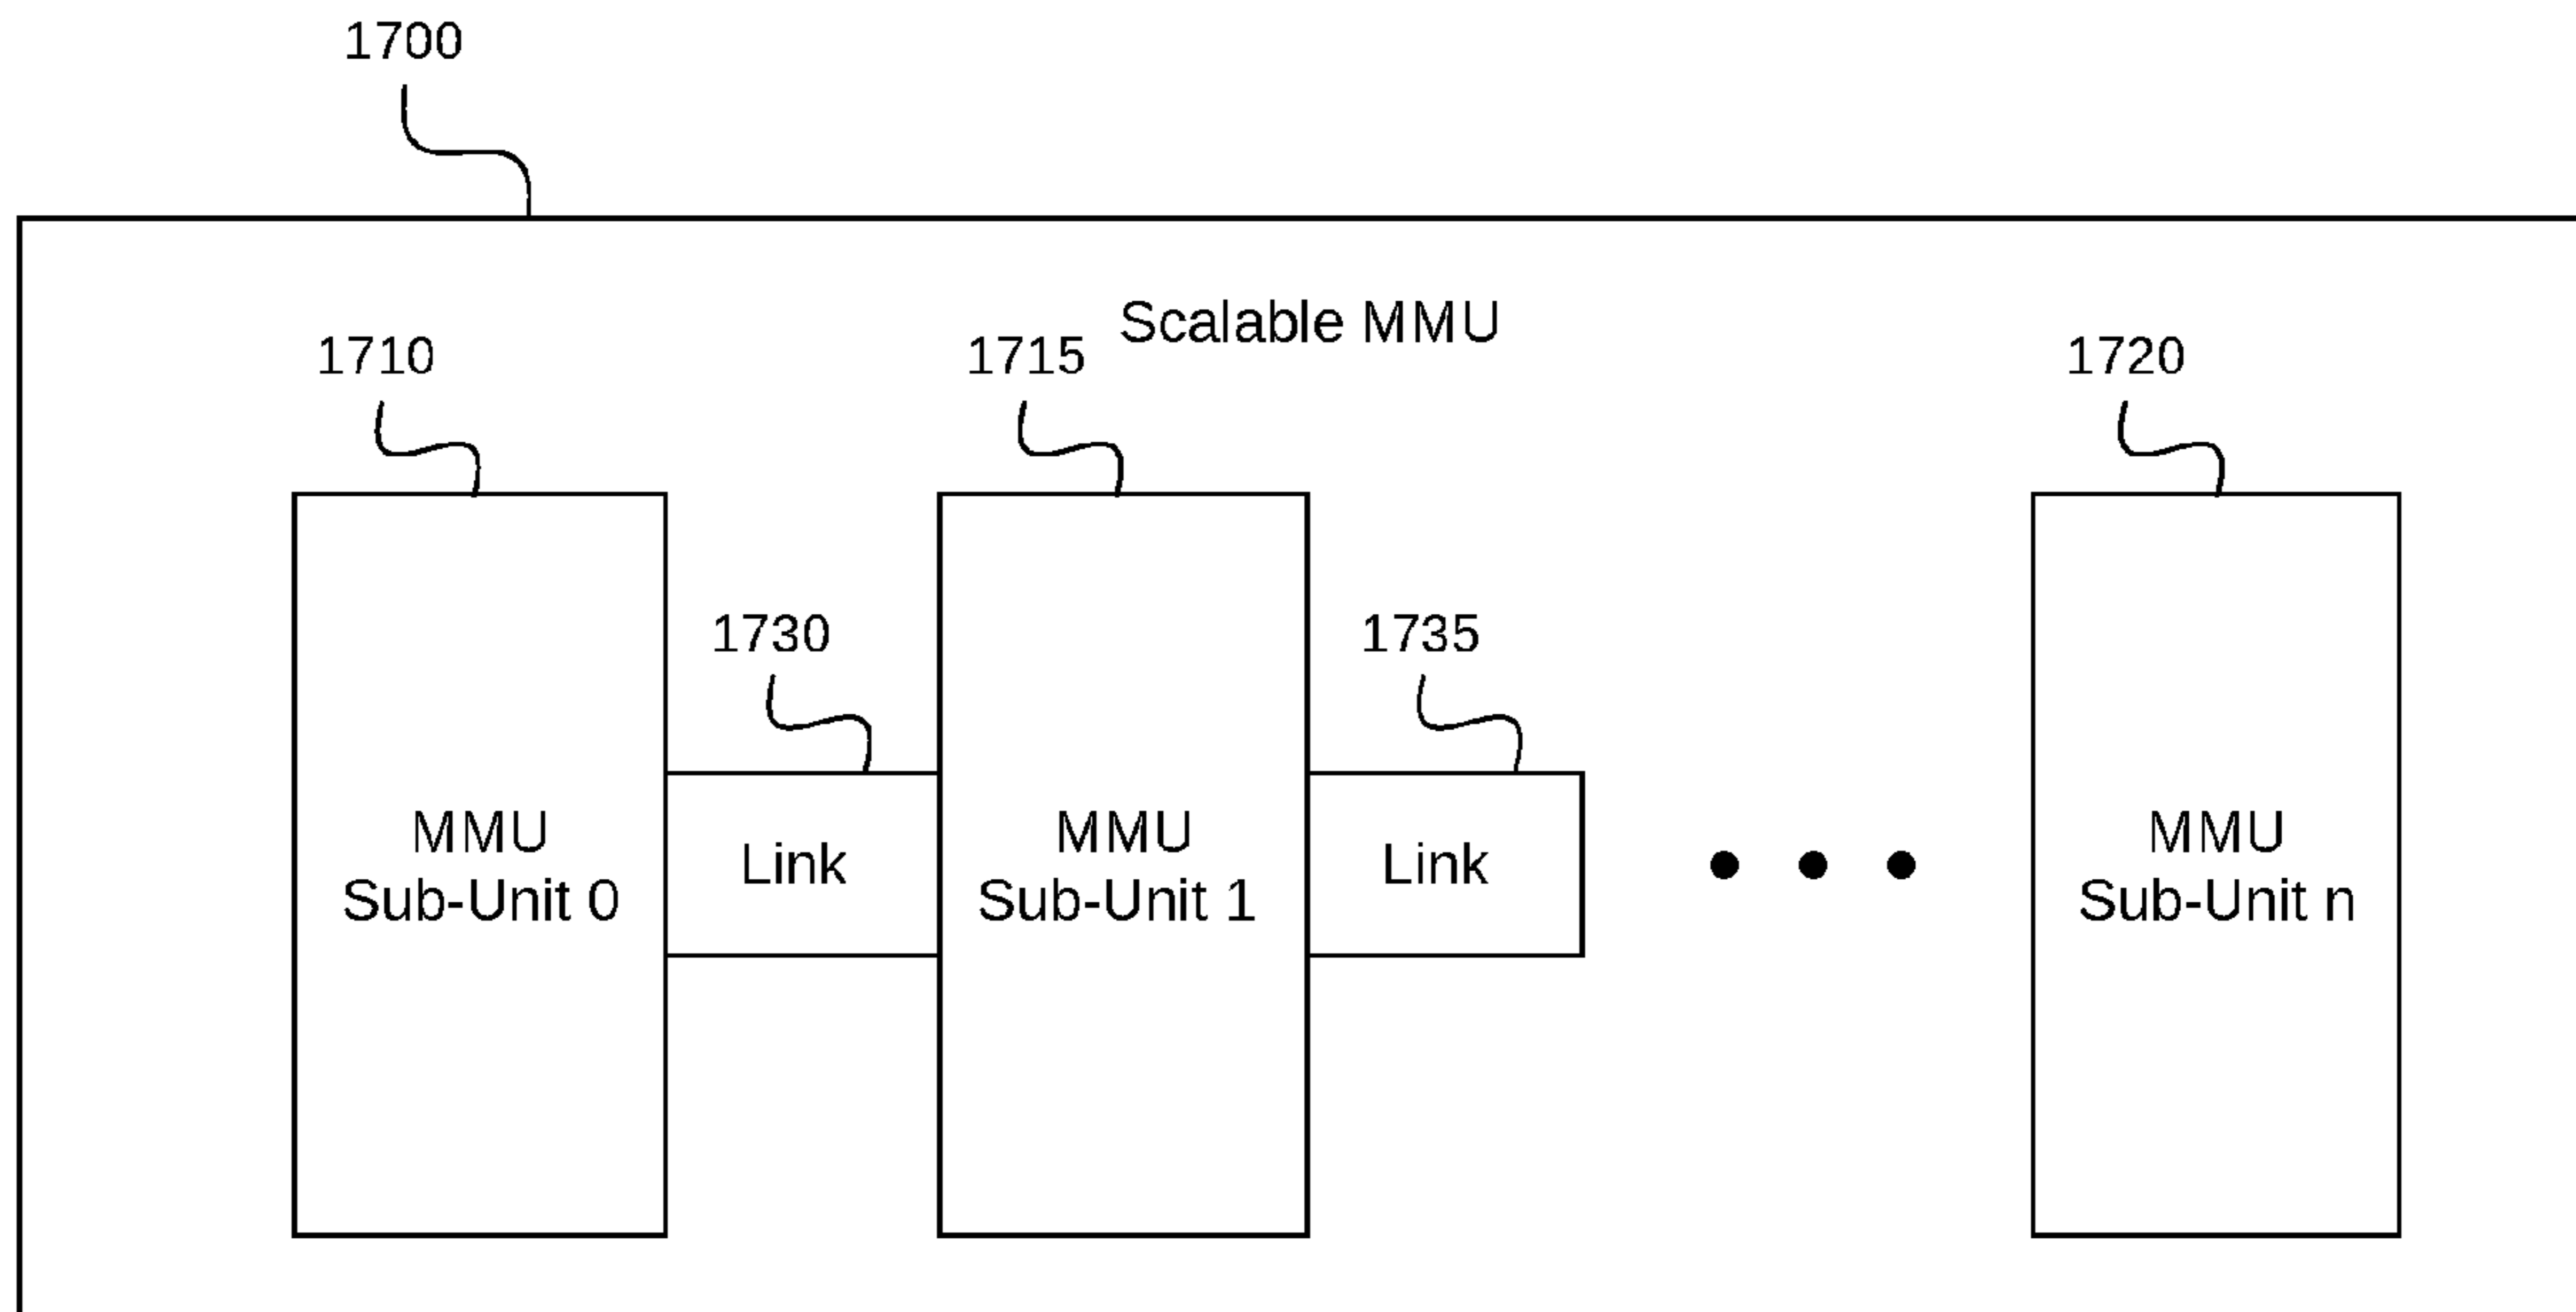 1700
Scalable MMU
1710
1715
1720
1730
1735
MMU
Sub-Unit 0
Link
MMU
Sub-Unit 1
Link
MMU
Sub-Unit n